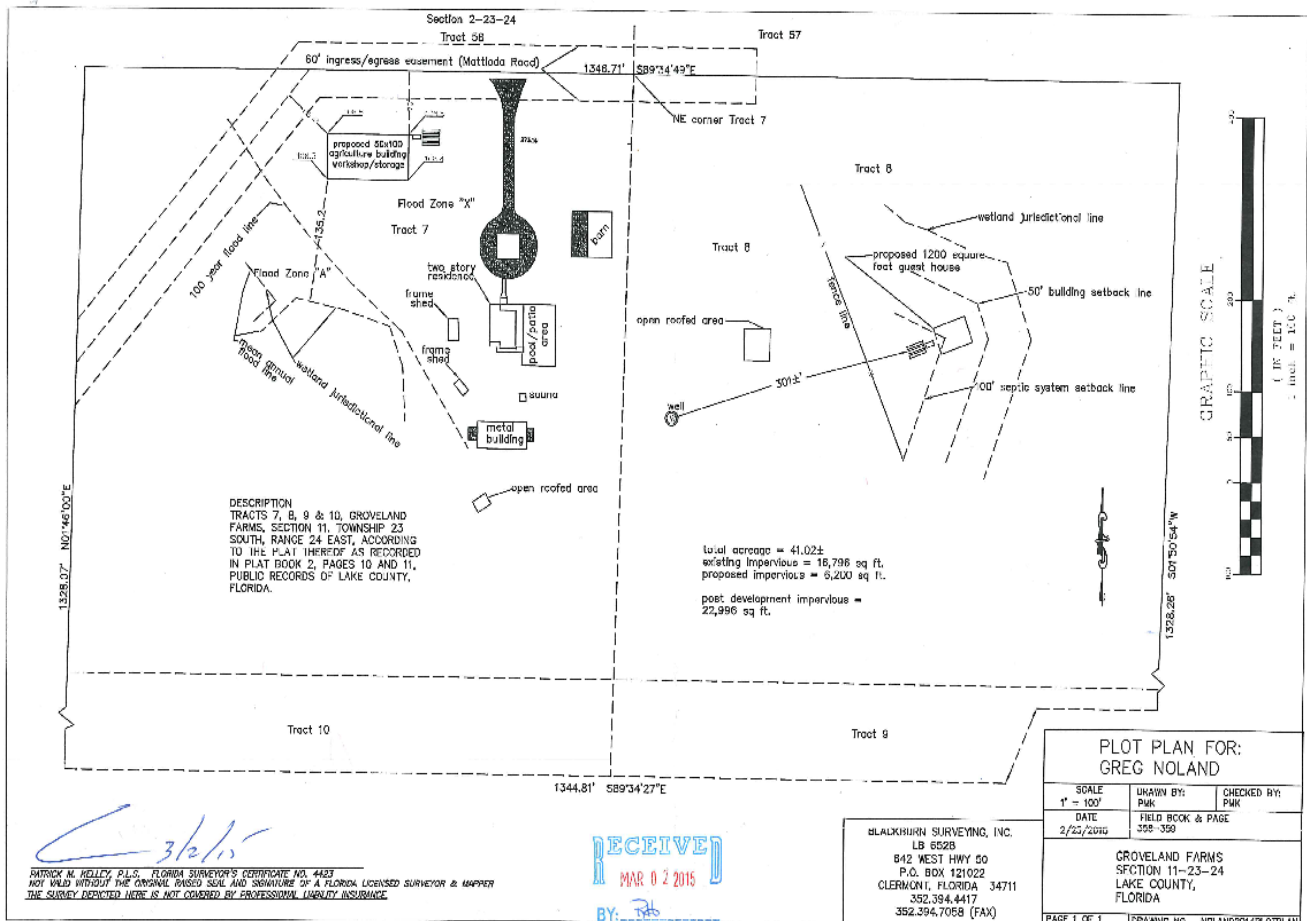 Section 2-23-24
Tract 58
Tract 57
60' ingress/egress easement (Mattioda Road)
1346.71' S89°34'49"E
NE corner Tract 7
proposed 50x100
agriculture building
workshop/storage
135.2
Flood Zone "X"
Tract 7
barn
100 year flood line
Flood Zone "A"
mean annual
flood line
wetland jurisdictional line
two story
residence
frame
shed
frame
shed
pool/patio
area
sauna
metal
building
open roofed area
Tract 8
Tract 8
wetland jurisdictional line
proposed 1200 square
foot guest house
50' building setback line
fence line
open roofed area
301±'
well
00' septic system setback line
GRAPHIC SCALE
( IN FEET )
inch = 100 ft.
1328.07' N01°46'00"E
1328.26' S01°50'54"W
DESCRIPTION
TRACTS 7, 8, 9 & 10, GROVELAND
FARMS, SECTION 11, TOWNSHIP 23
SOUTH, RANGE 24 EAST, ACCORDING
TO THE PLAT THEREOF AS RECORDED
IN PLAT BOOK 2, PAGES 10 AND 11,
PUBLIC RECORDS OF LAKE COUNTY,
FLORIDA.
total acreage = 41.02±
existing impervious = 16,796 sq ft.
proposed impervious = 6,200 sq ft.
post development impervious =
22,996 sq ft.
Tract 10
Tract 9
1344.81' S89°34'27"E
3/2/15
PATRICK M. KELLEY, P.L.S. FLORIDA SURVEYOR'S CERTIFICATE NO. 4423
NOT VALID WITHOUT THE ORIGINAL RAISED SEAL AND SIGNATURE OF A FLORIDA LICENSED SURVEYOR & MAPPER
THE SURVEY DEPICTED HERE IS NOT COVERED BY PROFESSIONAL LIABILITY INSURANCE.
RECEIVED
MAR 02 2015
BY:
BLACKBURN SURVEYING, INC.
LB 6528
642 WEST HWY 50
P.O. BOX 121022
CLERMONT, FLORIDA 34711
352.394.4417
352.394.7058 (FAX)
PLOT PLAN FOR:
GREG NOLAND
SCALE
1" = 100'
DRAWN BY:
PMK
CHECKED BY:
PMK
DATE
FIELD BOOK & PAGE
358-359
GROVELAND FARMS
SECTION 11-23-24
LAKE COUNTY,
FLORIDA
PAGE 1 OF 1
DRAWING NO.